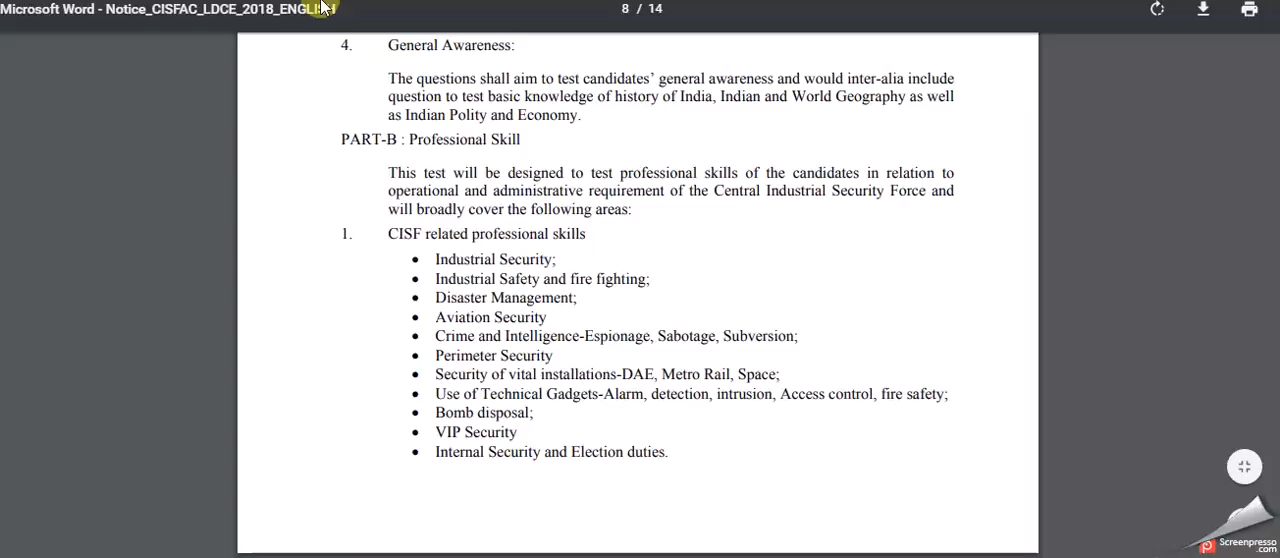 Microsoft Word - Notice_CISFAC_LDCE_2018_ENGLISH
8 / 14
4. General Awareness:
The questions shall aim to test candidates’ general awareness and would inter-alia include
question to test basic knowledge of history of India, Indian and World Geography as well
as Indian Polity and Economy.
PART-B : Professional Skill
This test will be designed to test professional skills of the candidates in relation to
operational and administrative requirement of the Central Industrial Security Force and
will broadly cover the following areas:
1. CISF related professional skills
• Industrial Security;
• Industrial Safety and fire fighting;
• Disaster Management;
• Aviation Security
• Crime and Intelligence-Espionage, Sabotage, Subversion;
• Perimeter Security
• Security of vital installations-DAE, Metro Rail, Space;
• Use of Technical Gadgets-Alarm, detection, intrusion, Access control, fire safety;
• Bomb disposal;
• VIP Security
• Internal Security and Election duties.
Screenpresso
.com